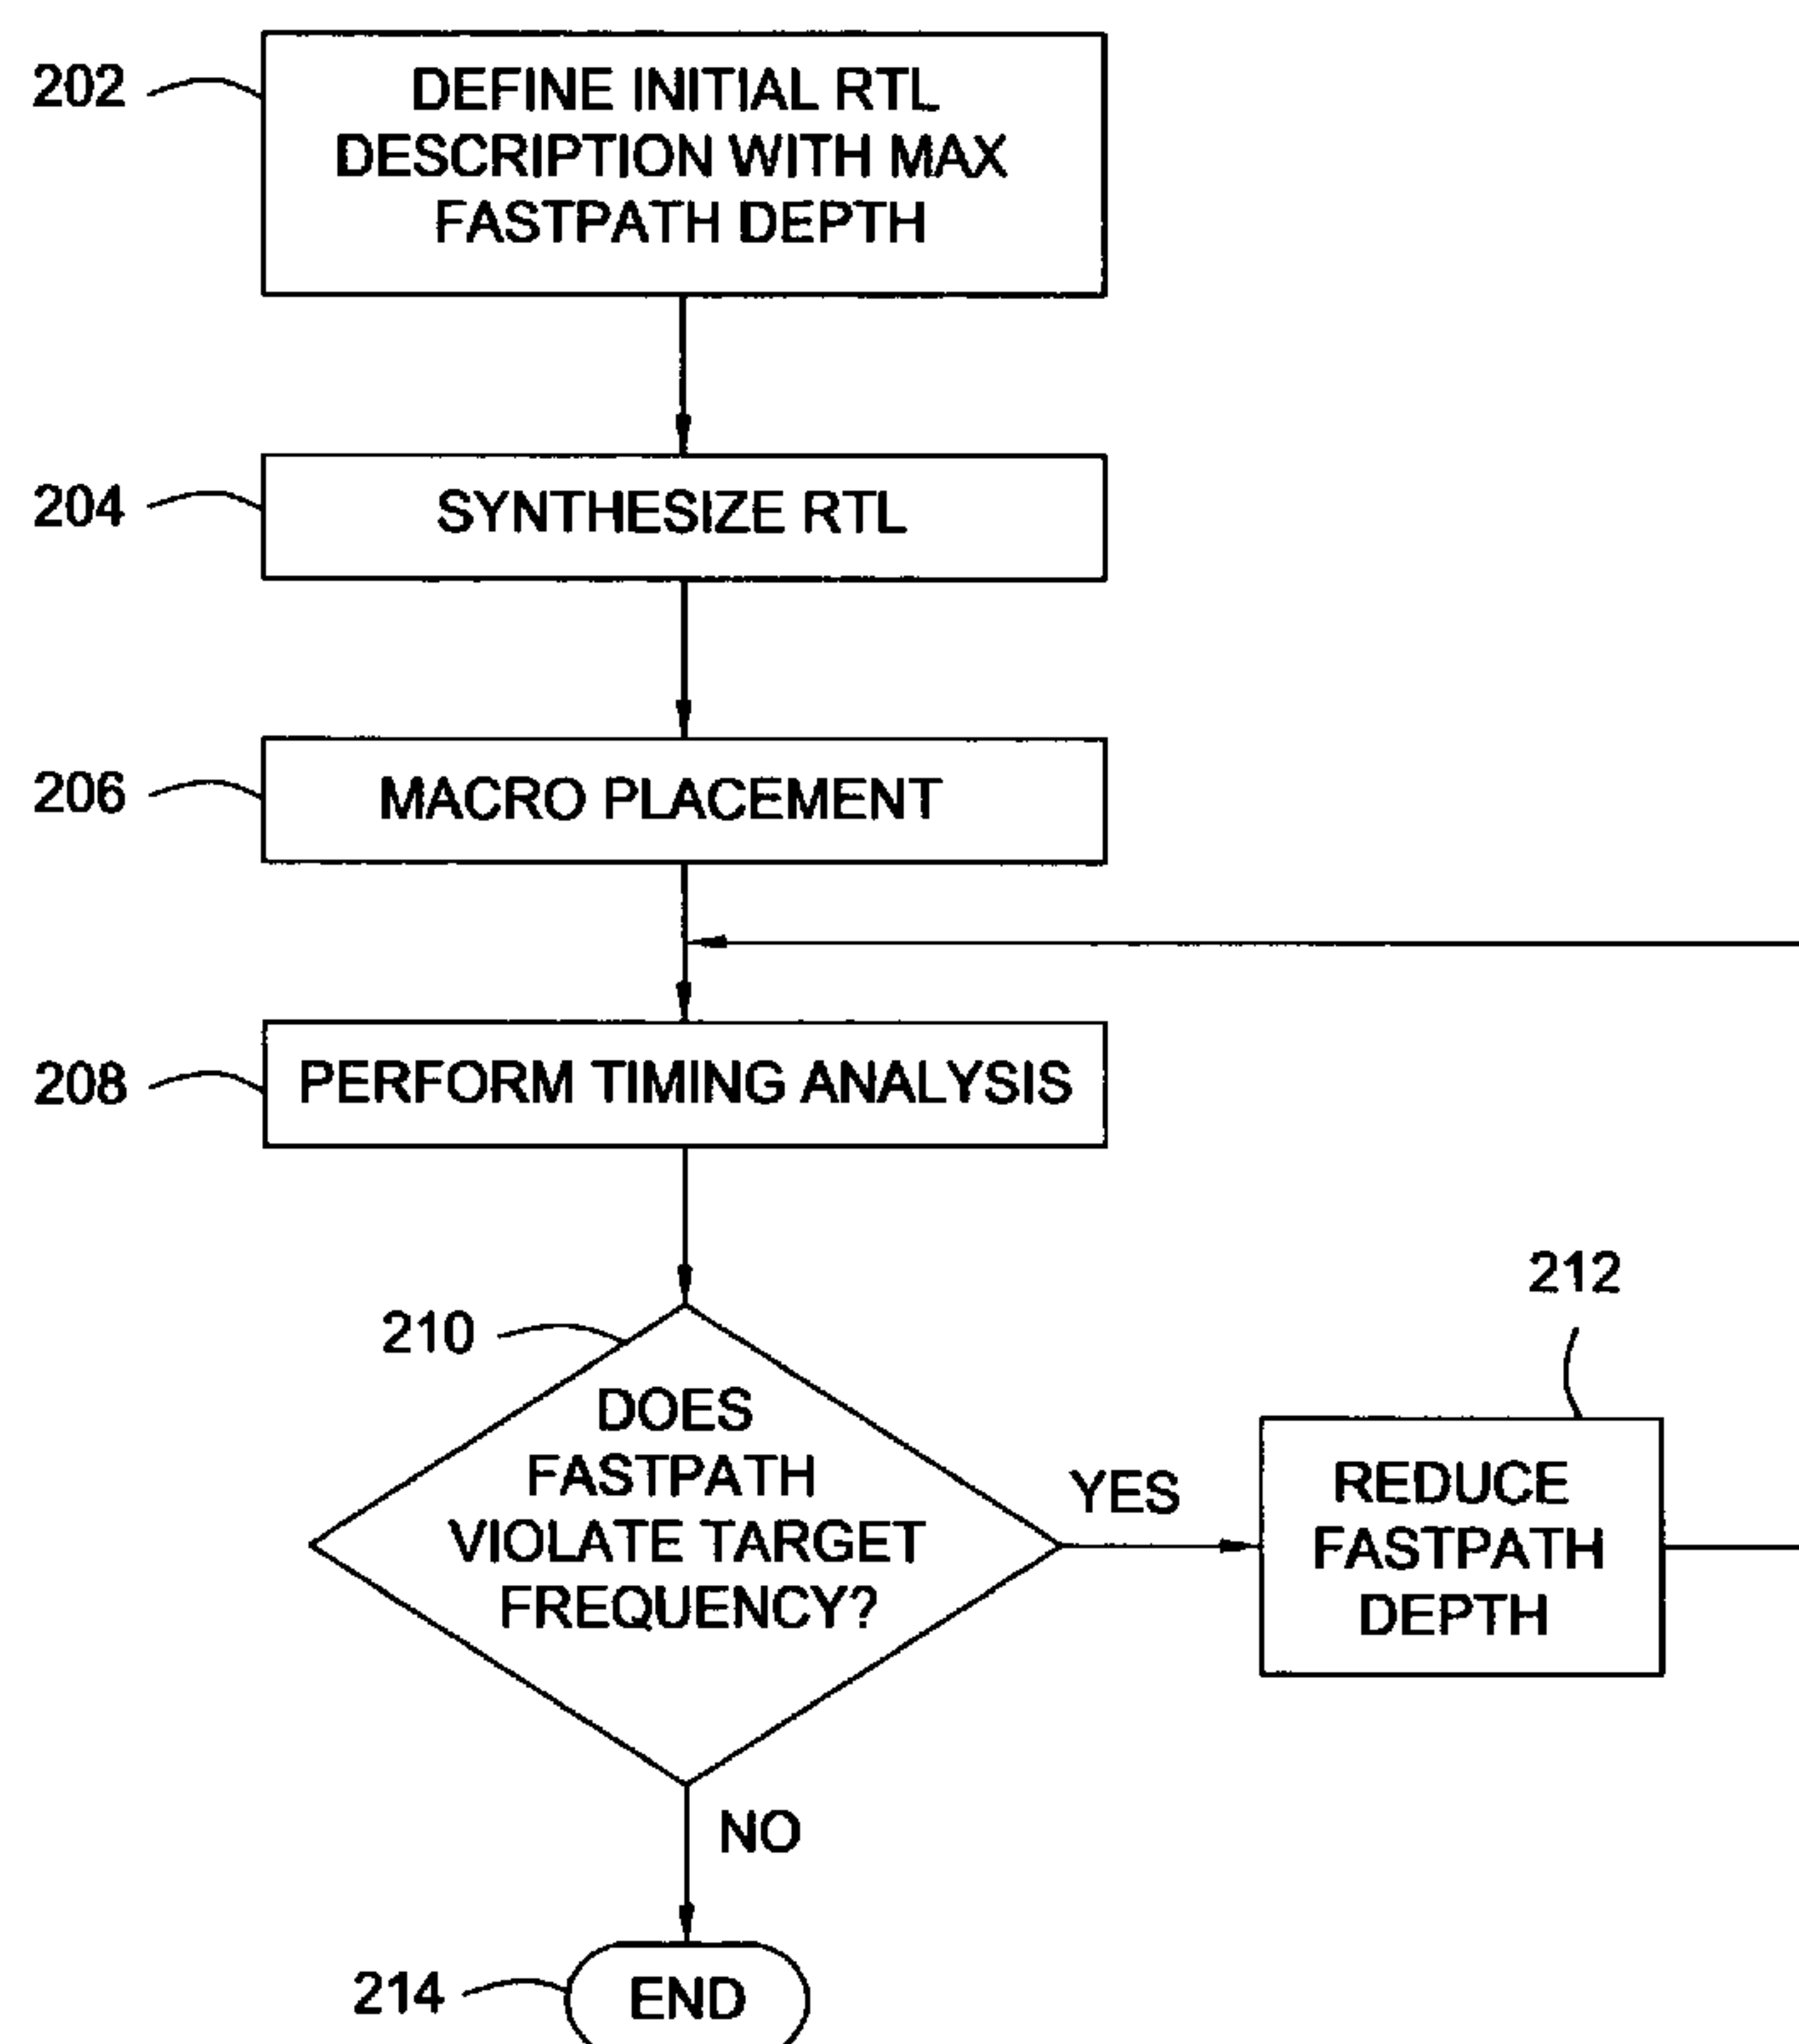 202
DEFINE INITIAL RTL
DESCRIPTION WITH MAX
FASTPATH DEPTH
204
SYNTHESIZE RTL
206
MACRO PLACEMENT
208
PERFORM TIMING ANALYSIS
210
DOES
FASTPATH
VIOLATE TARGET
FREQUENCY?
YES
212
REDUCE
FASTPATH
DEPTH
NO
214
END